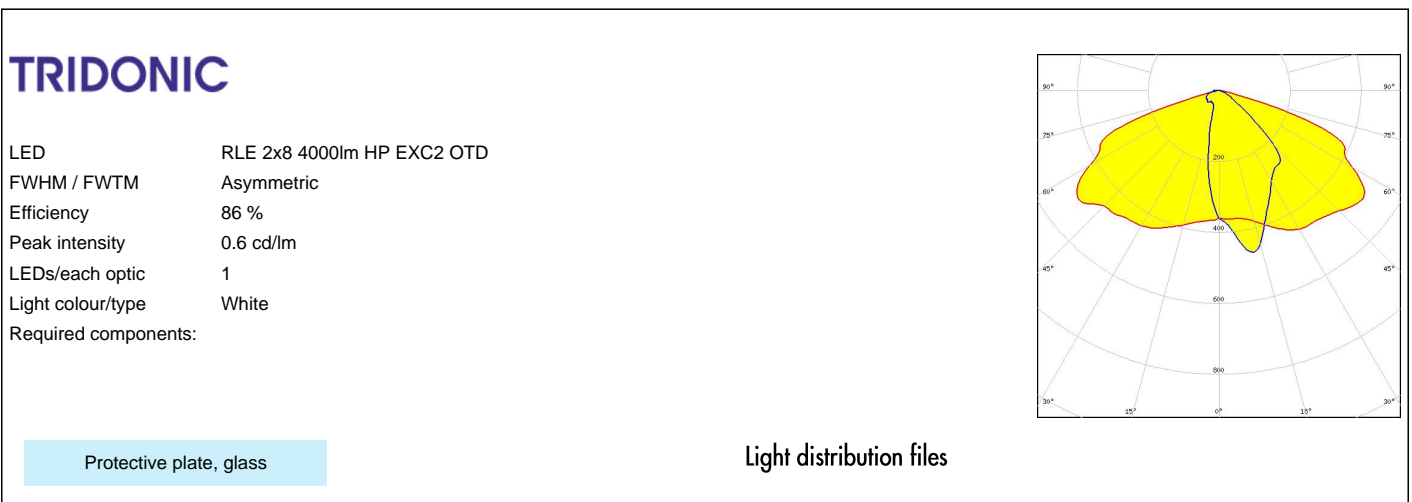 TRIDONIC
LED RLE 2x8 4000lm HP EXC2 OTD
FWHM / FWTM Asymmetric
Efficiency 86 %
Peak intensity 0.6 cd/lm
LEDs/each optic 1
Light colour/type White
Required components:
Protective plate, glass
Light distribution files
90° 90°
75° 75°
200
60° 60°
400
45° 45°
600
800
30° 15° 0° 15° 30°